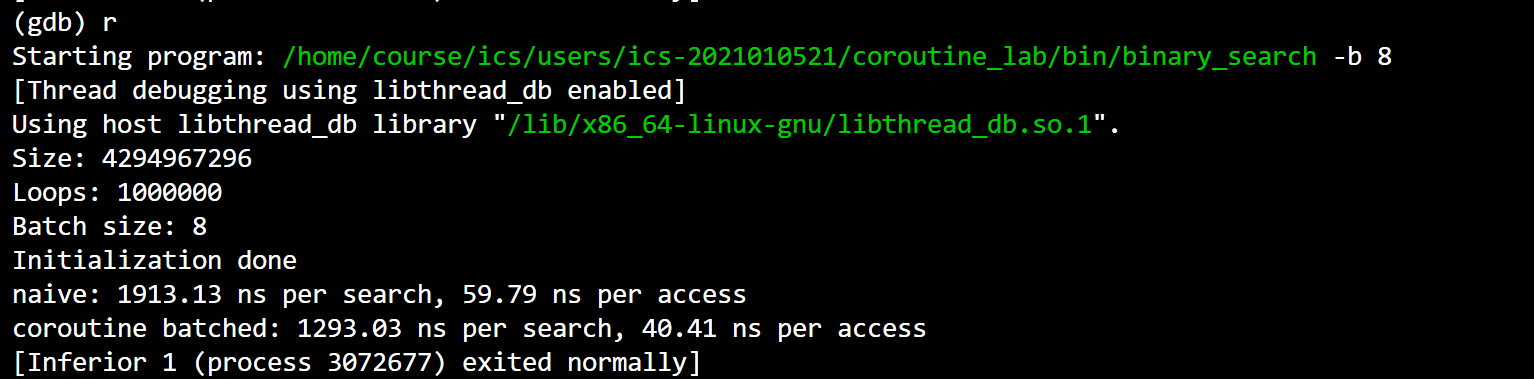 (gdb) r
Starting program: /home/course/ics/users/ics-2021010521/coroutine_lab/bin/binary_search -b 8
[Thread debugging using libthread_db enabled]
Using host libthread_db library "/lib/x86_64-linux-gnu/libthread_db.so.1".
Size: 4294967296
Loops: 1000000
Batch size: 8
Initialization done
naive: 1913.13 ns per search, 59.79 ns per access
coroutine batched: 1293.03 ns per search, 40.41 ns per access
[Inferior 1 (process 3072677) exited normally]